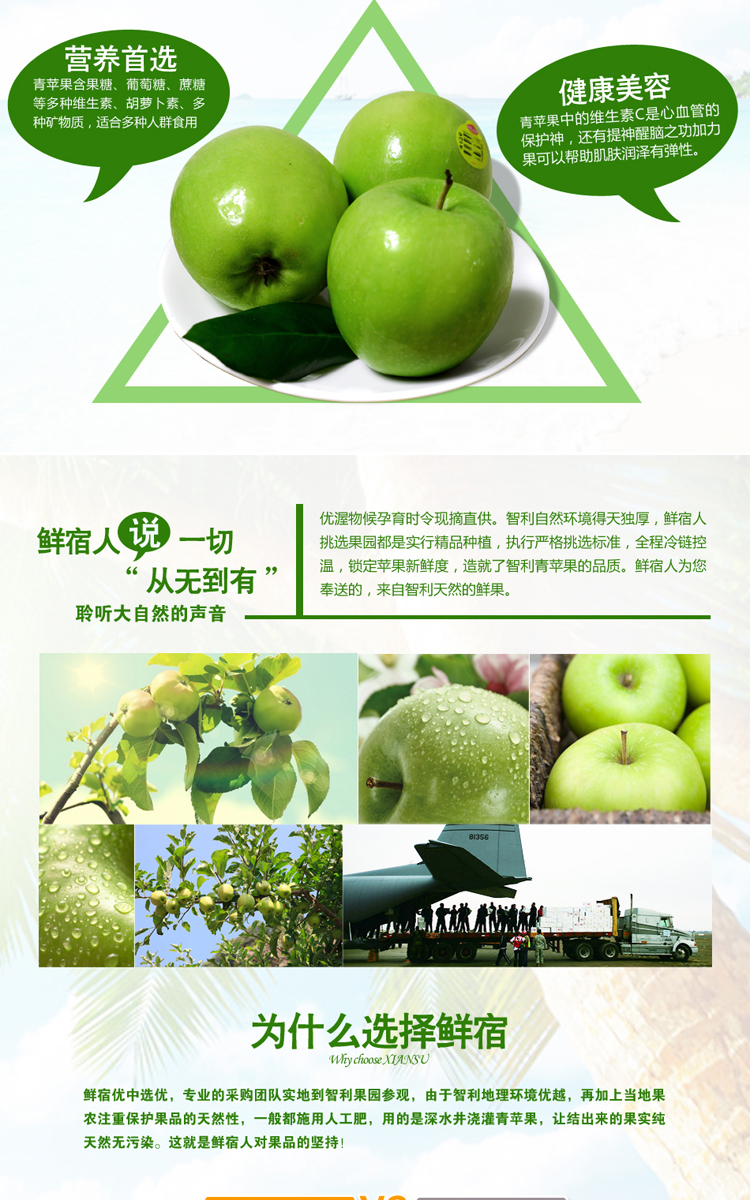 营养首选
青苹果含果糖、葡萄糖、蔗糖
等多种维生素、胡萝卜素、多
种矿物质，适合多种人群食用
健康美容
青苹果中的维生素C是心血管的
保护神，还有提神醒脑之功加力
果可以帮助肌肤润泽有弹性。
鲜宿人说一切
“从无到有”
聆听大自然的声音
优渥物候孕育时令现摘直供。智利自然环境得天独厚，鲜宿人
挑选果园都是实行精品种植，执行严格挑选标准，全程冷链控
温，锁定苹果新鲜度，造就了智利青苹果的品质。鲜宿人为您
奉送的，来自智利天然的鲜果。
81356
为什么选择鲜宿
Why choose XIANSU
鲜宿优中选优，专业的采购团队实地到智利果园参观，由于智利地理环境优越，再加上当地果
农注重保护果品的天然性，一般都施用人工肥，用的是深水井浇灌青苹果，让结出来的果实纯
天然无污染。这就是鲜宿人对果品的坚持！
VS